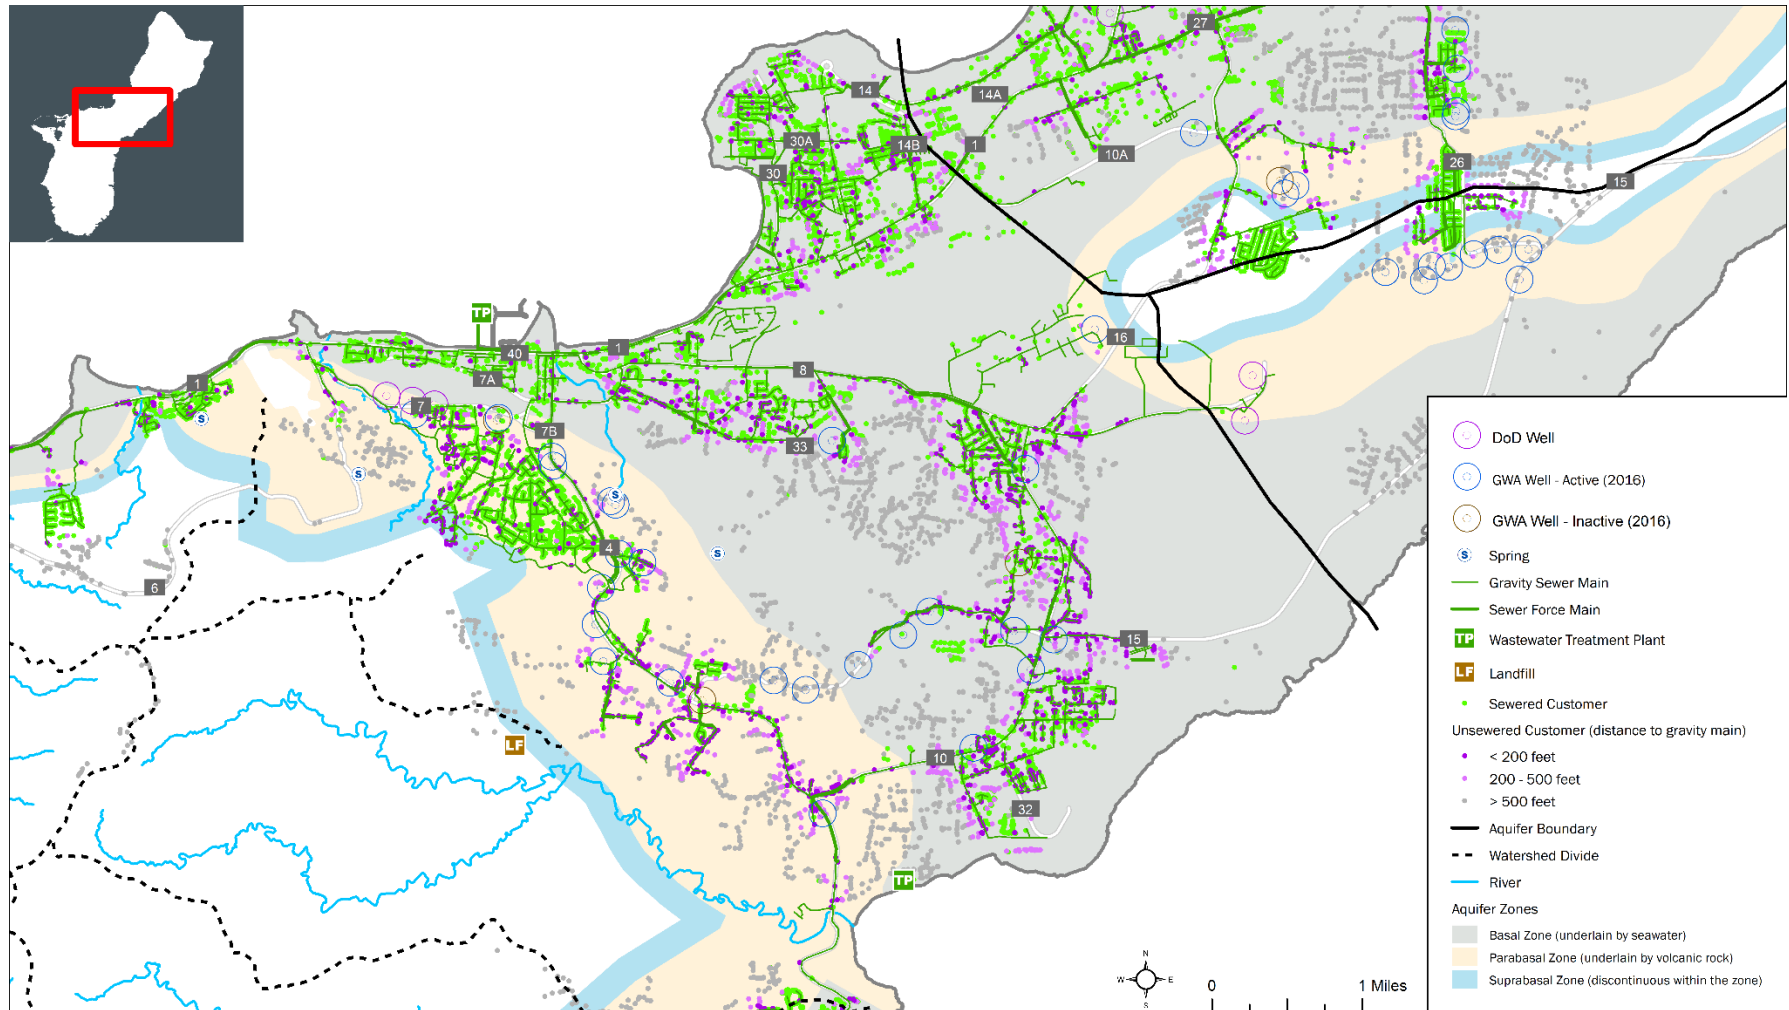 27
14
14A
30A
14B
1
10A
30
26
15
TP
16
40
1
7A
8
1
7
S
7B
33
S
S
4
S
6
15
LF
10
32
TP
N
W
E
S
0
1 Miles
DoD Well
GWA Well - Active (2016)
GWA Well - Inactive (2016)
S Spring
Gravity Sewer Main
Sewer Force Main
TP Wastewater Treatment Plant
LF Landfill
Sewered Customer
Unsewered Customer (distance to gravity main)
< 200 feet
200 - 500 feet
> 500 feet
Aquifer Boundary
Watershed Divide
River
Aquifer Zones
Basal Zone (underlain by seawater)
Parabasal Zone (underlain by volcanic rock)
Suprabasal Zone (discontinuous within the zone)